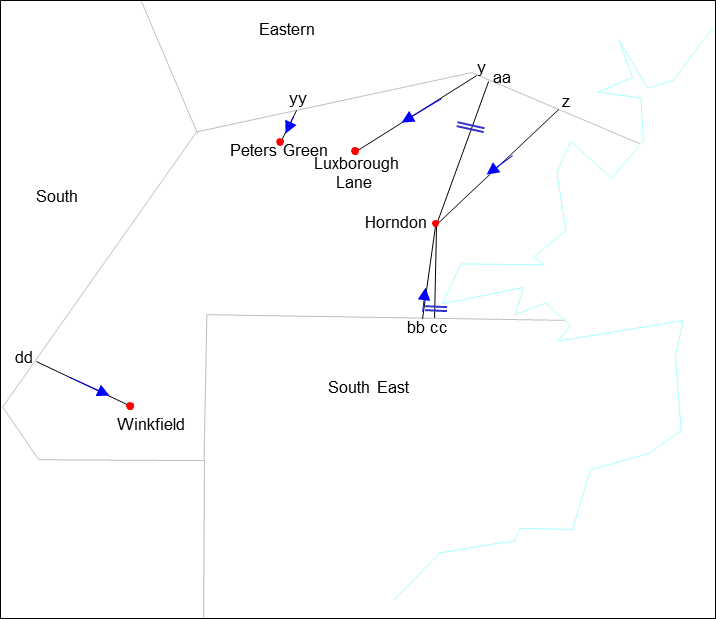 Eastern
y
aa
yy
z
Peters Green
Luxborough
Lane
South
Horndon
bb cc
dd
South East
Winkfield